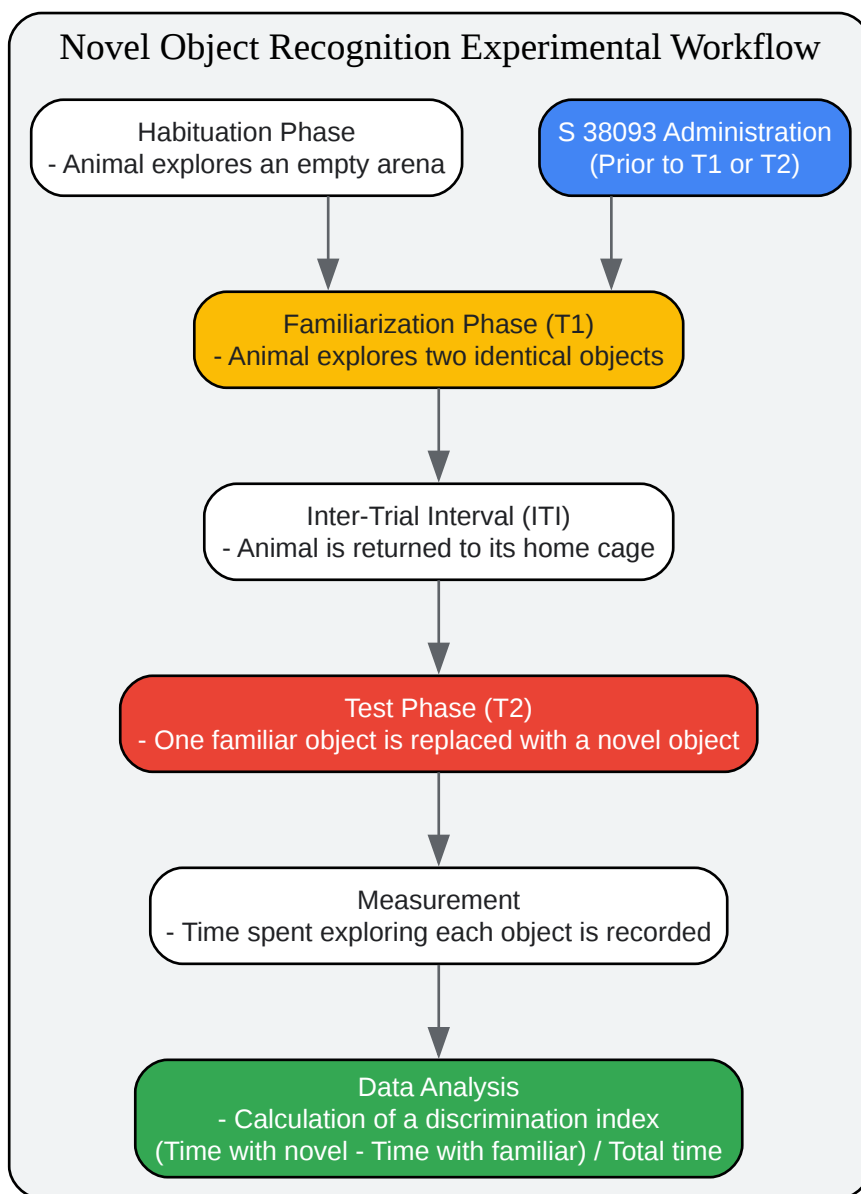 Novel Object Recognition Experimental Workflow
Habituation Phase
- Animal explores an empty arena
S 38093 Administration
(Prior to T1 or T2)
Familiarization Phase (T1)
- Animal explores two identical objects
Inter-Trial Interval (ITI)
- Animal is returned to its home cage
Test Phase (T2)
- One familiar object is replaced with a novel object
Measurement
- Time spent exploring each object is recorded
Data Analysis
- Calculation of a discrimination index
(Time with novel - Time with familiar) / Total time